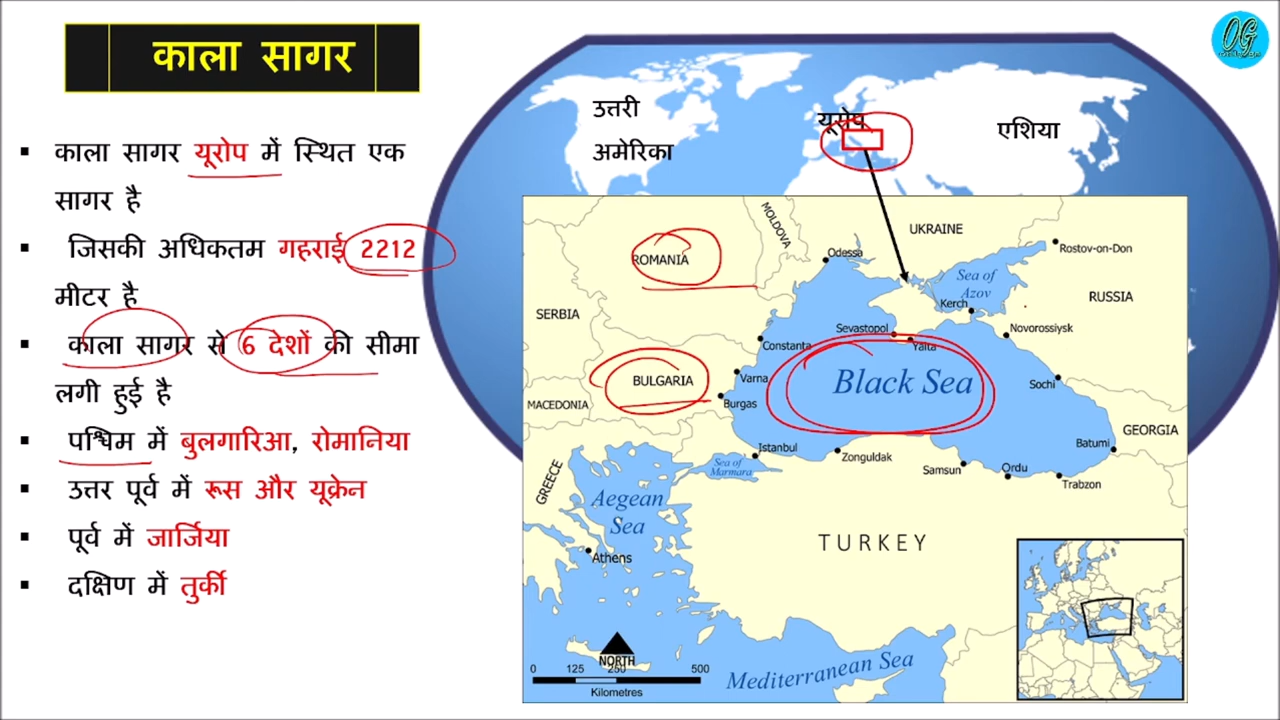 काला सागर
OG
काला सागर यूरोप में स्थित एक
सागर है
जिसकी अधिकतम गहराई 2212
मीटर है
काला सागर से 6 देशों की सीमा
लगी हुई है
पश्चिम में बुलगारिआ, रोमानिया
उत्तर पूर्व में रूस और यूक्रेन
पूर्व में जार्जिया
दक्षिण में तुर्की
उत्तरी
अमेरिका
यूरोप
एशिया
ROMANIA
MOLDOVA
UKRAINE
Odessa
Rostov-on-Don
Sea of
Azov
Kerch
RUSSIA
SERBIA
Sevastopol
Yalta
Novorossiysk
Constanta
BULGARIA
Varna
Burgas
Black Sea
Sochi
MACEDONIA
GEORGIA
Batumi
Istanbul
Zonguldak
Samsun
Ordu
Trabzon
Sea of
Marmara
GREECE
Aegean
Sea
Athens
TURKEY
NORTH
0 125 250 500
Kilometres
Mediterranean Sea